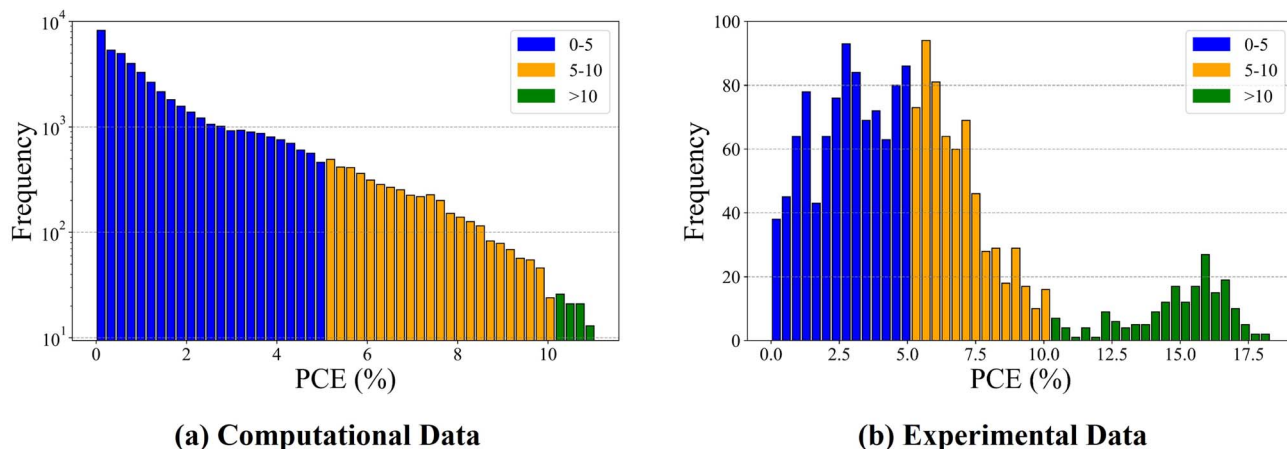 10^4
10^3
10^2
10^1
Frequency
0-5
5-10
>10
0 2 4 6 8 10
PCE (%)
(a) Computational Data
100
80
60
40
20
0
Frequency
0-5
5-10
>10
0.0 2.5 5.0 7.5 10.0 12.5 15.0 17.5
PCE (%)
(b) Experimental Data